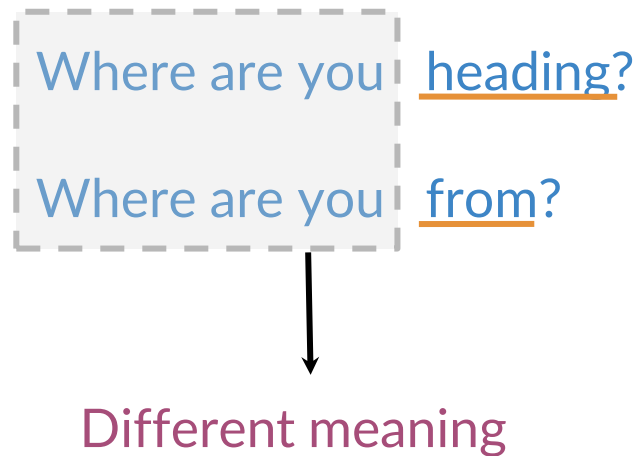 Where are you heading?
Where are you from?
Different meaning